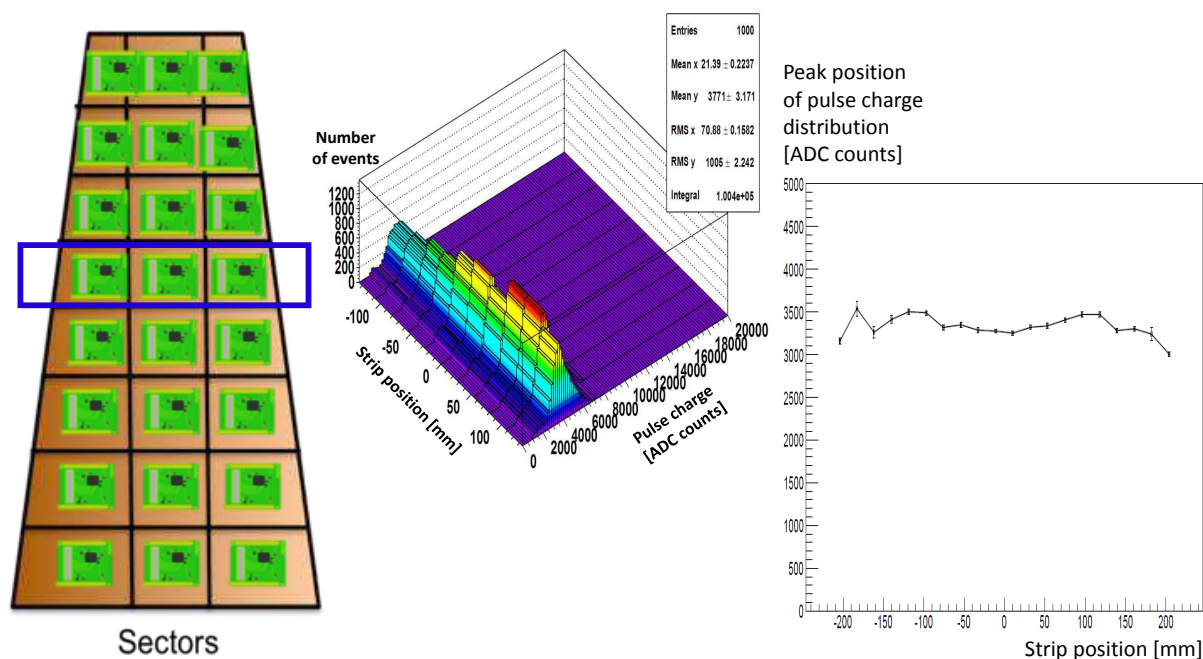 Sectors
Number
of events
1200
1000
800
600
400
200
0
-100
-50
0
50
100
Strip position [mm]
0
2000
4000
6000
8000
10000
12000
14000
16000
18000
20000
Pulse charge
[ADC counts]
Entries 1000
Mean x 21.39 ± 0.2237
Mean y 3771 ± 3.171
RMS x 70.88 ± 0.1582
RMS y 1005 ± 2.242
Integral 1.004e+05
Peak position
of pulse charge
distribution
[ADC counts]
5000
4500
4000
3500
3000
2500
2000
1500
1000
500
0
-200 -150 -100 -50 0 50 100 150 200
Strip position [mm]